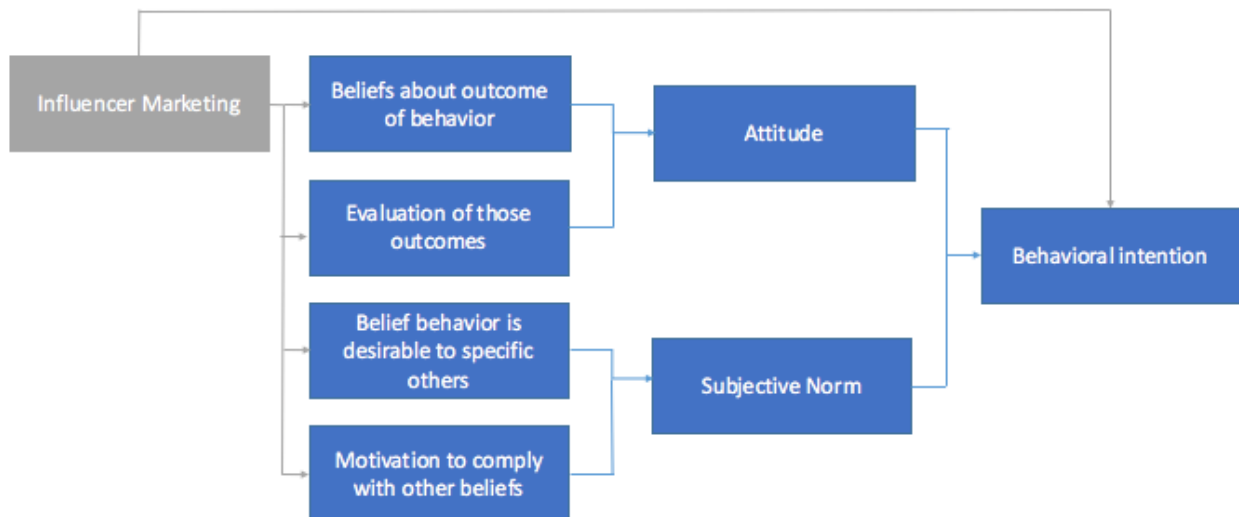 Influencer Marketing
Beliefs about outcome
of behavior
Attitude
Evaluation of those
outcomes
Behavioral intention
Belief behavior is
desirable to specific
others
Subjective Norm
Motivation to comply
with other beliefs